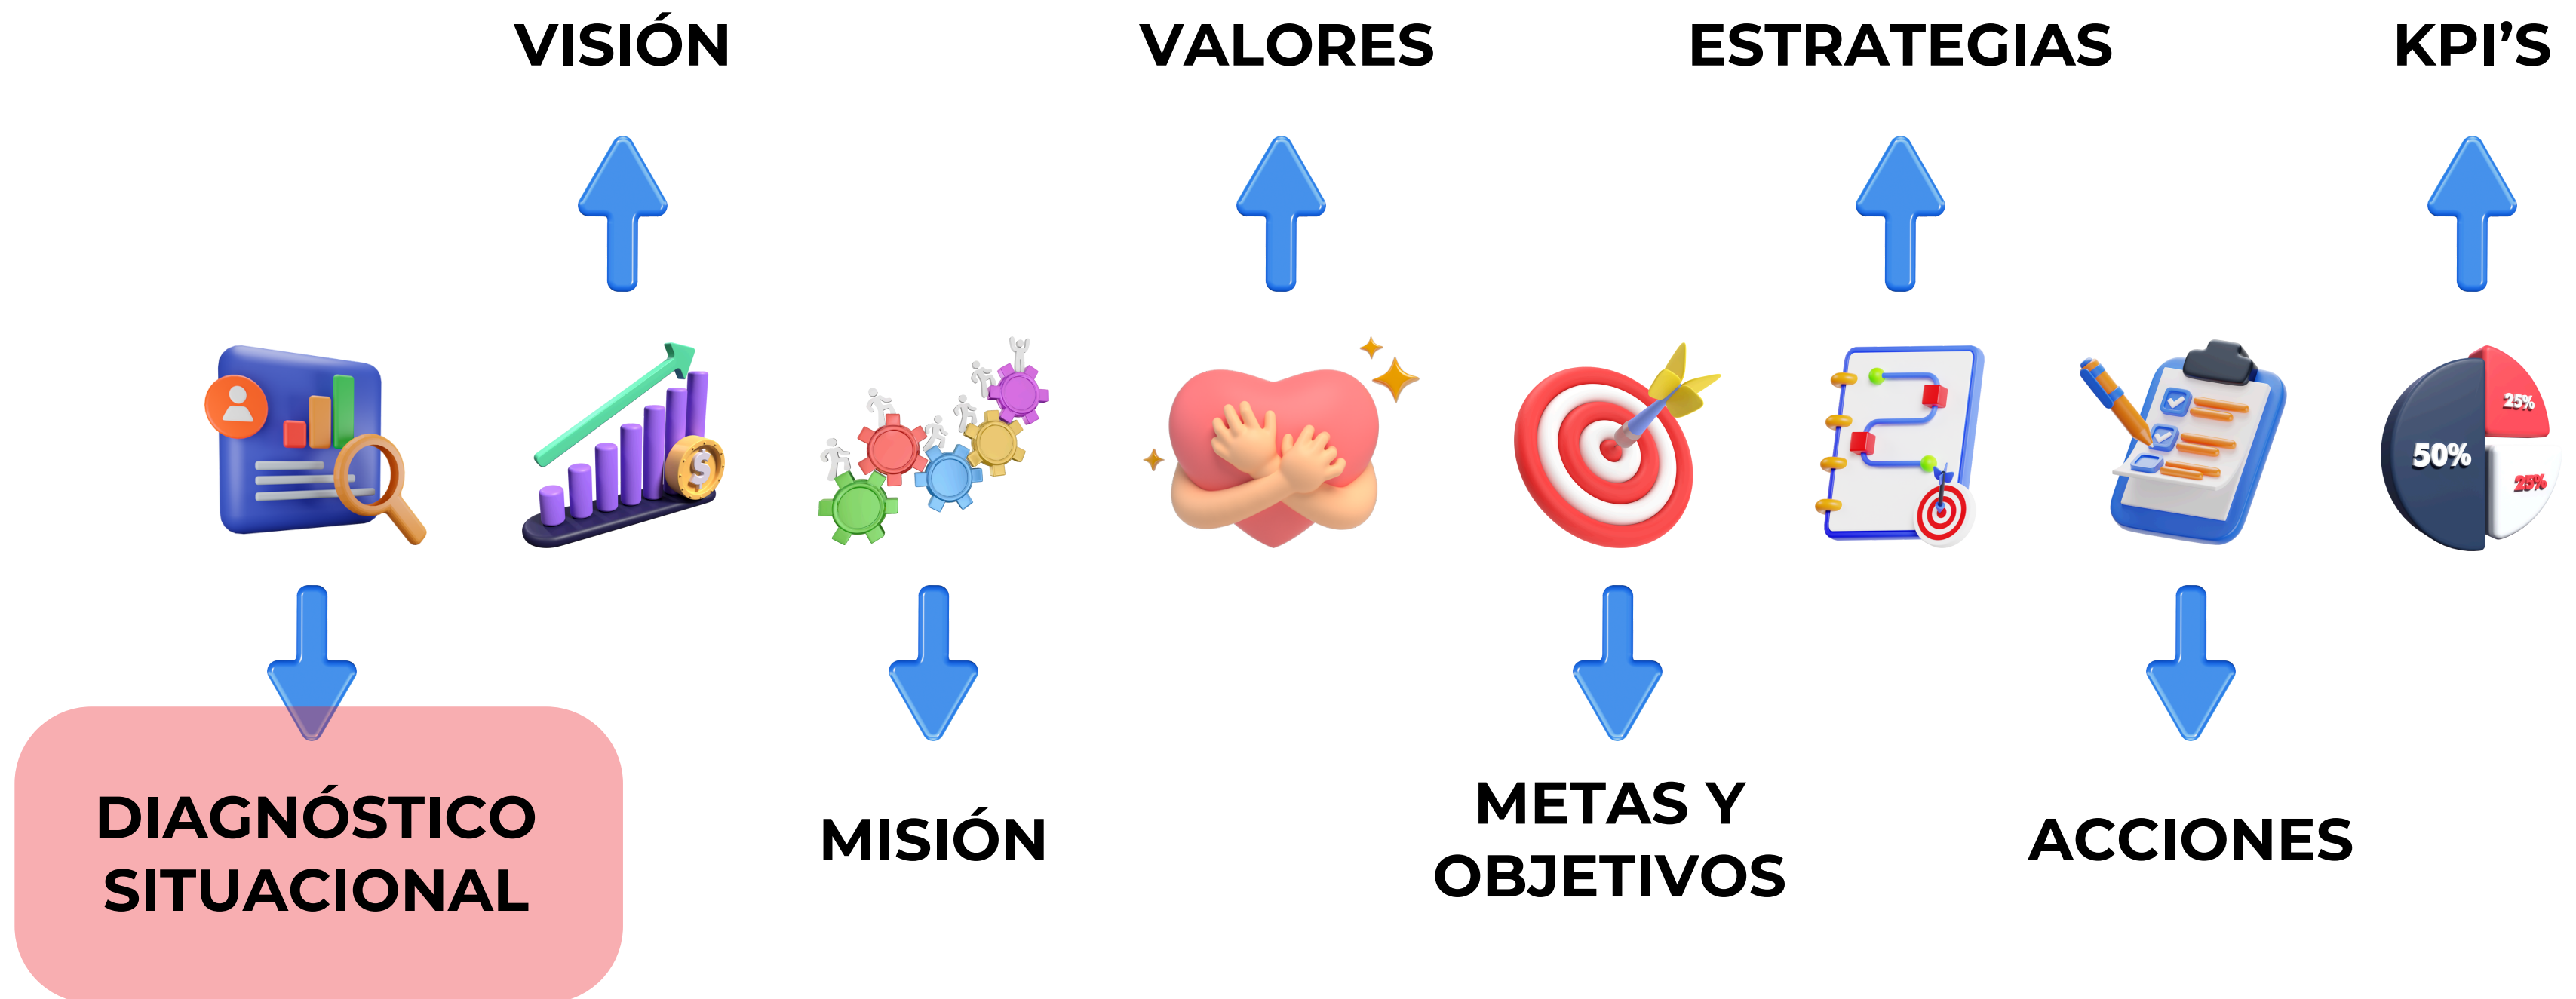 VISIÓN
VALORES
ESTRATEGIAS
KPI’S
$
50%
25%
25%
DIAGNÓSTICO
SITUACIONAL
MISIÓN
METAS Y
OBJETIVOS
ACCIONES